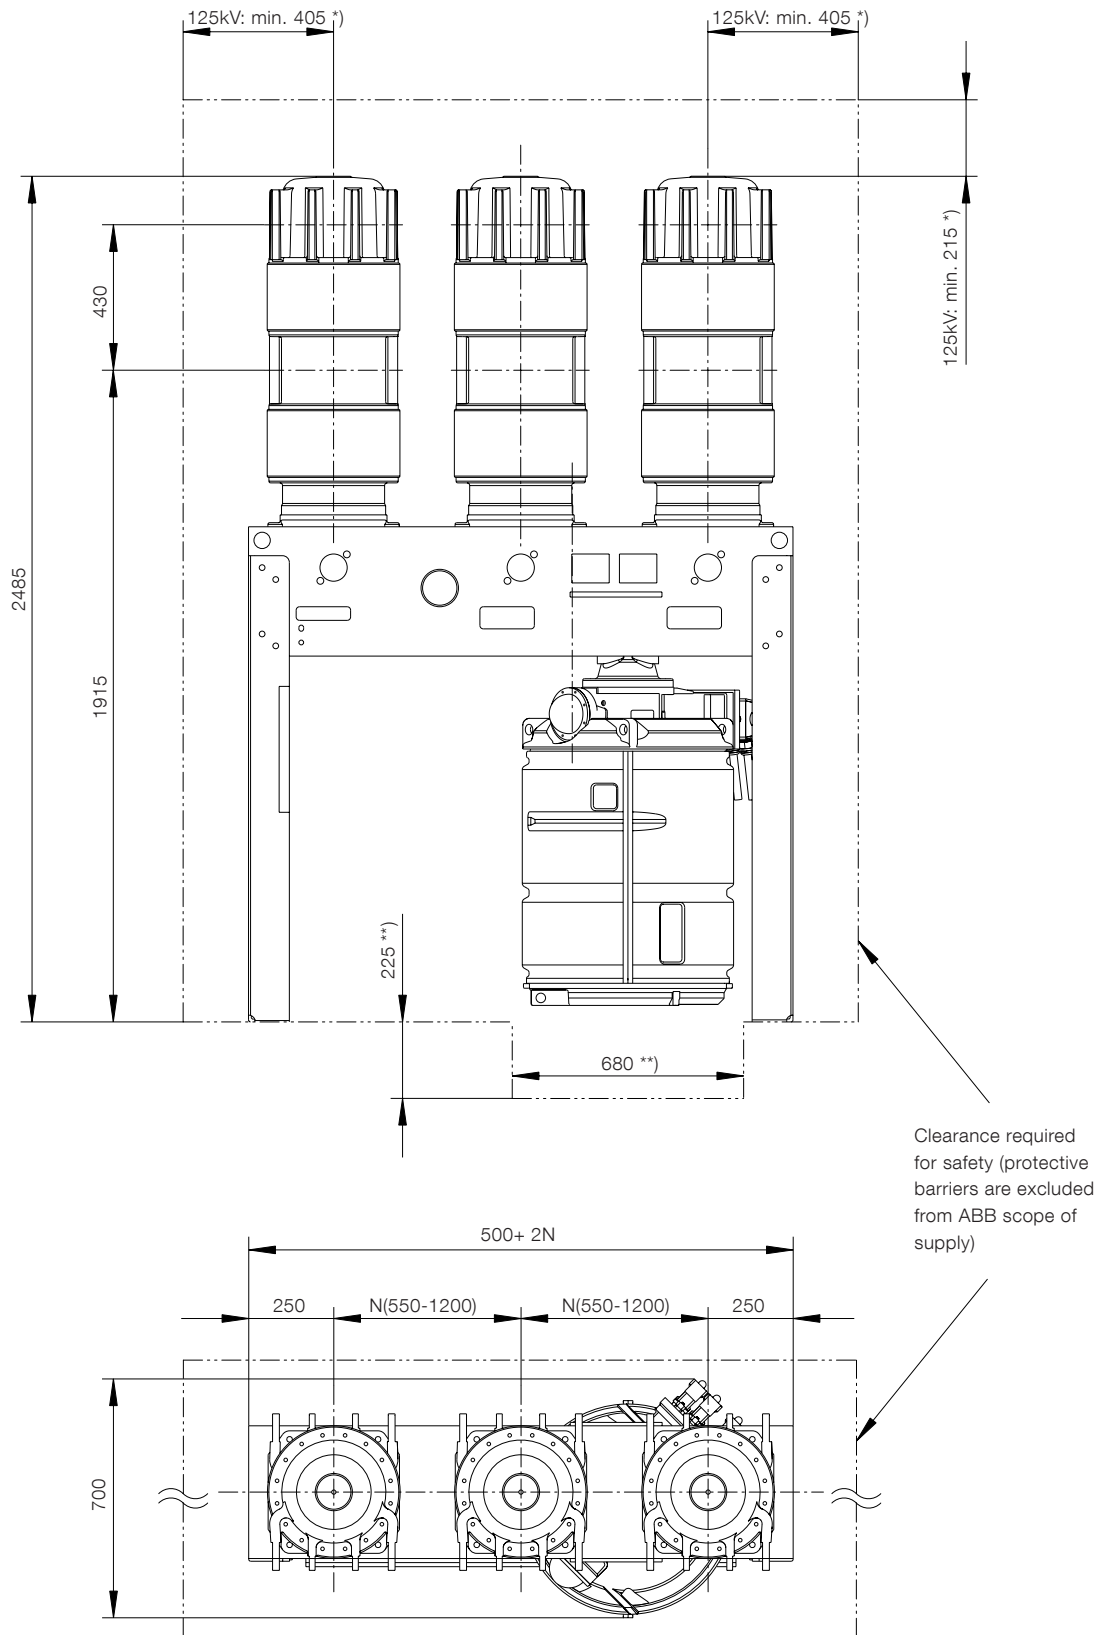 125kV: min. 405 *)
125kV: min. 405 *)
125kV: min. 215 *)
430
2485
1915
225 **)
680 **)
Clearance required
for safety (protective
barriers are excluded
from ABB scope of
supply)
500+ 2N
250
N(550-1200)
N(550-1200)
250
700